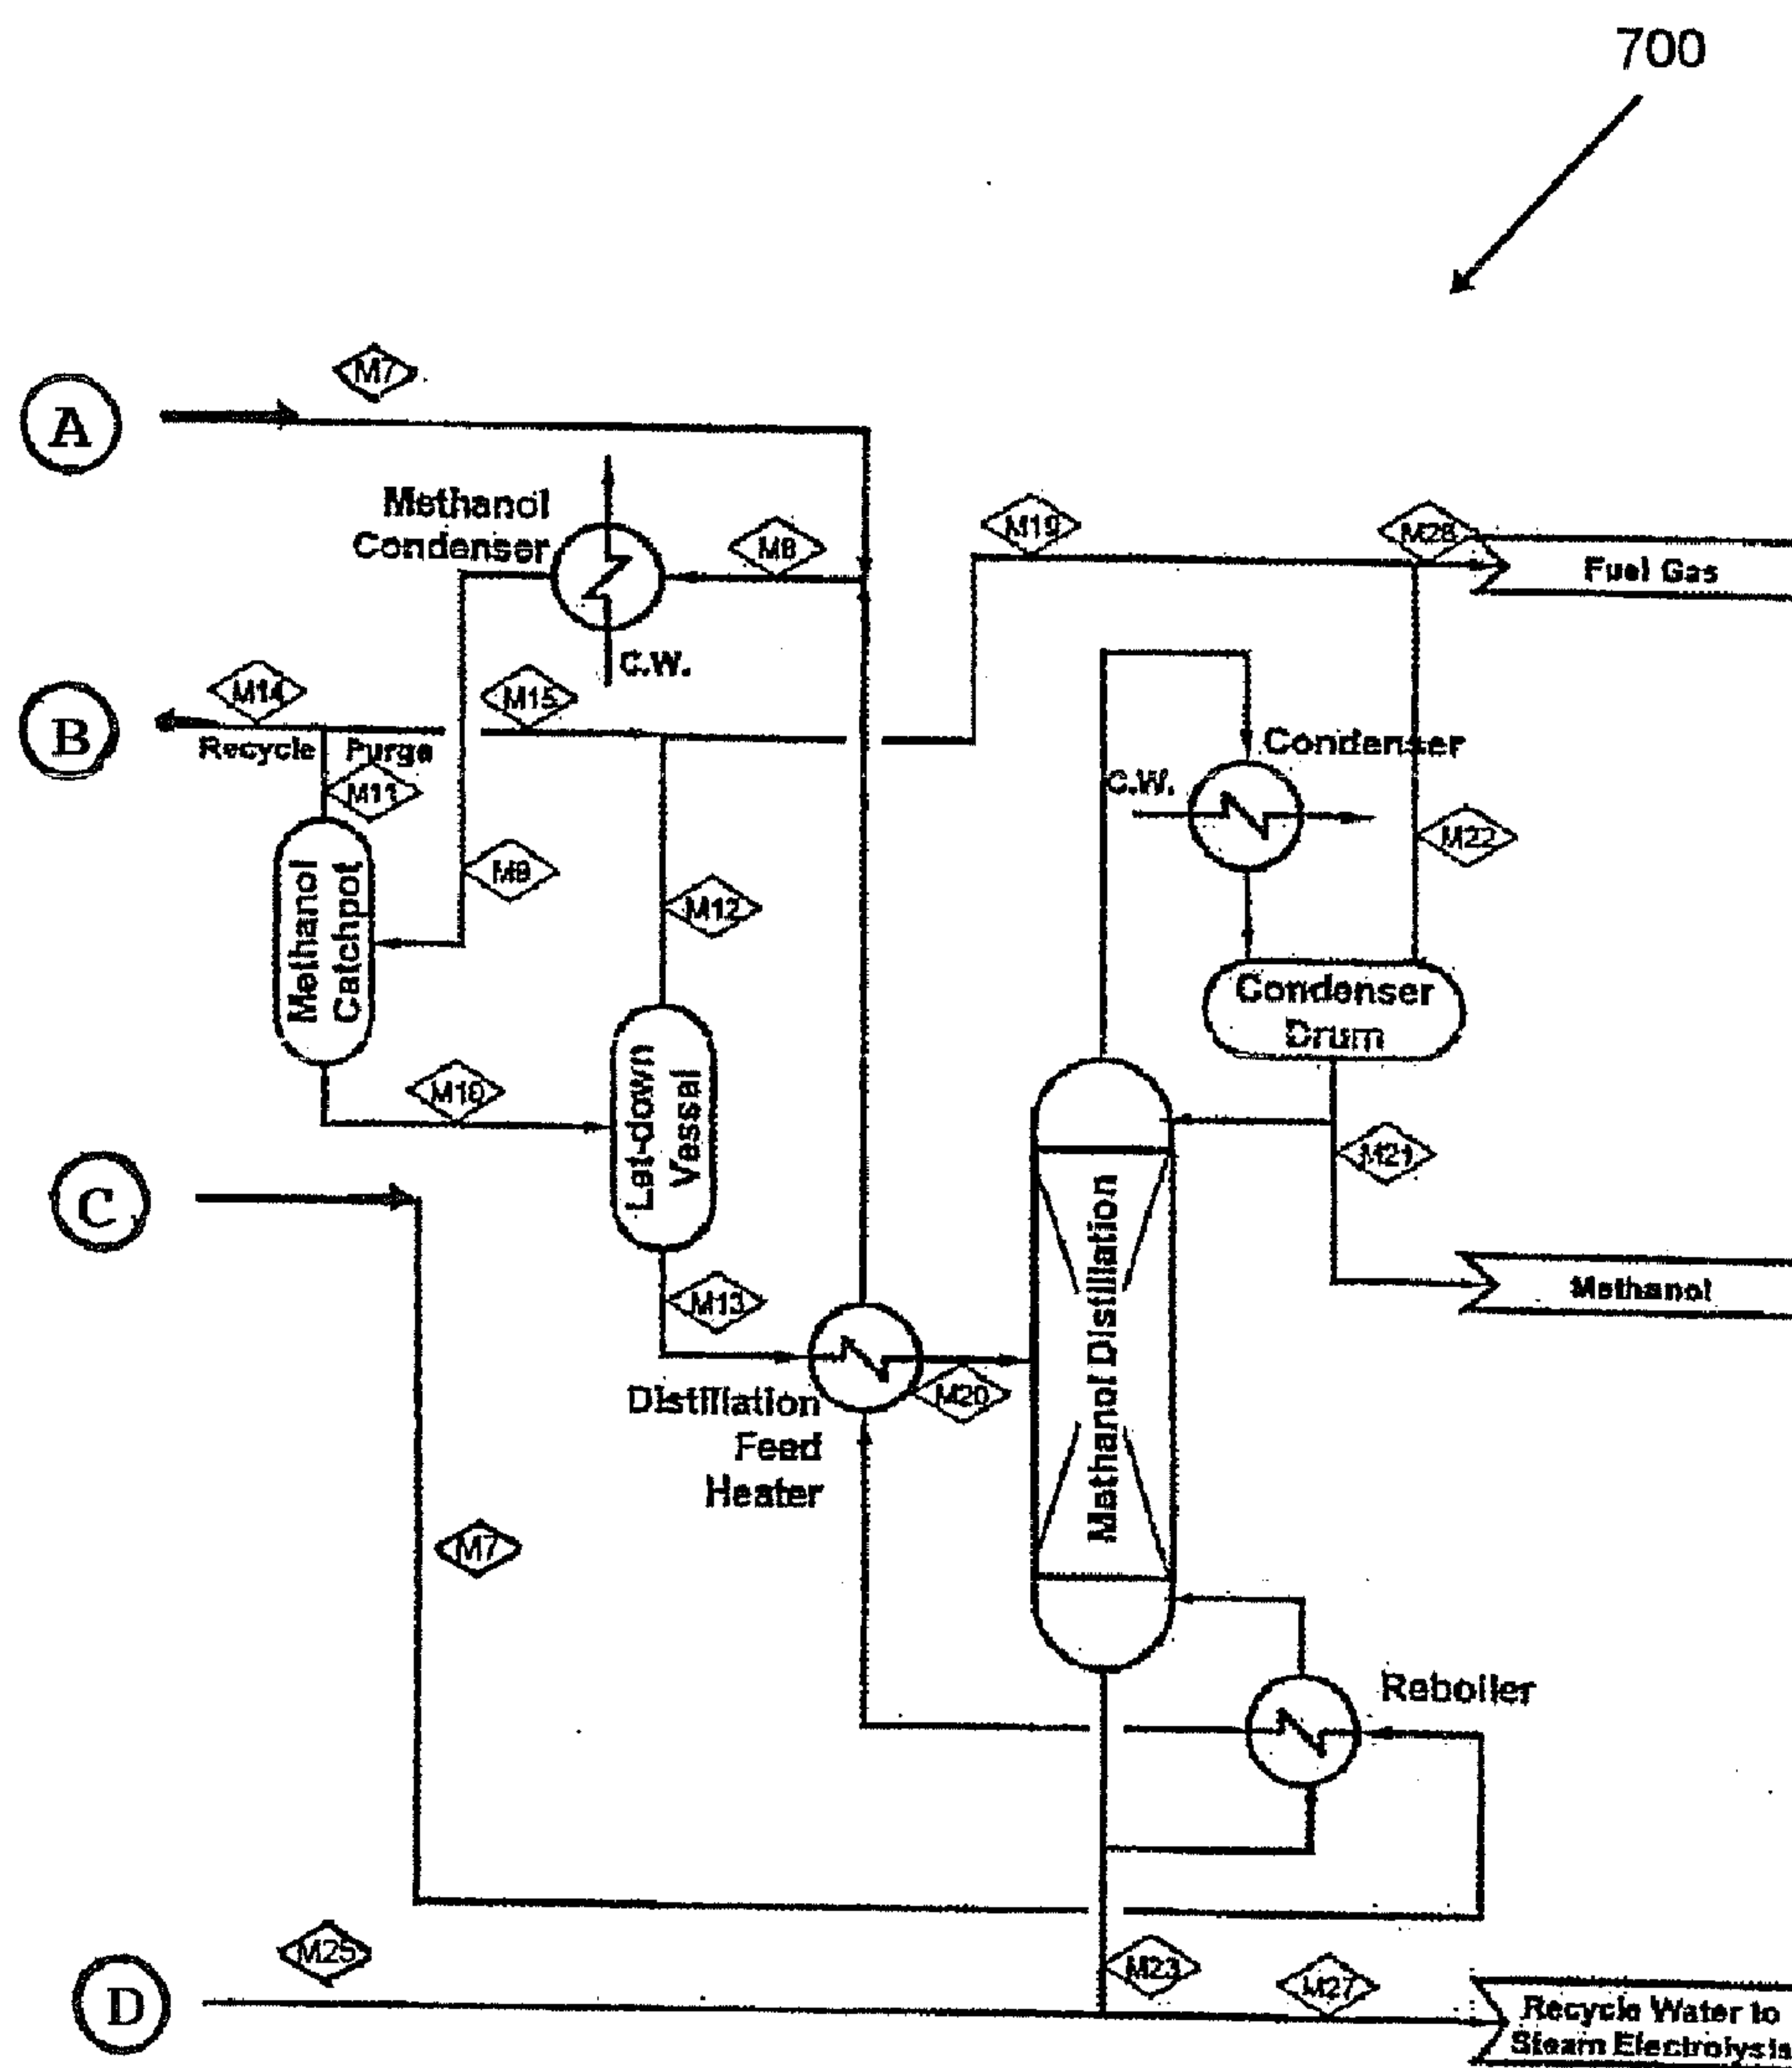 700
M7
A
Methanol
Condenser
M8
M19
M28
Fuel Gas
C.W.
M14
M15
B
Recycle
Purge
Condenser
M11
C.W.
M22
M9
M12
Methanol
Catchpot
Condenser
Drum
M10
Let-down
Vessel
M21
C
Methanol Distillation
M13
Methanol
M20
Distillation
Feed
Heater
M7
Reboiler
M25
M23
M27
D
Recycle Water to
Steam Electrolysis